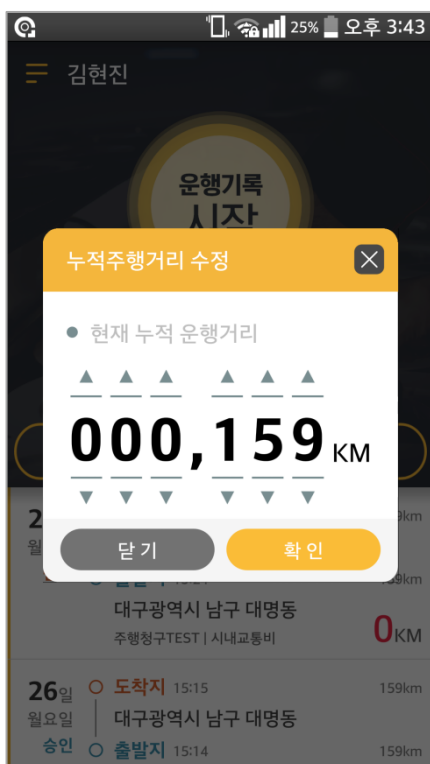 25% 오후 3:43
김현진
운행기록
시작
누적주행거리 수정
현재 누적 운행거리
000,159 KM
닫기 확인
대구광역시 남구 대명동
주행청구TEST | 시내교통비 0KM
26일 도착지 15:15 159km
월요일 대구광역시 남구 대명동
승인 출발지 15:14 159km